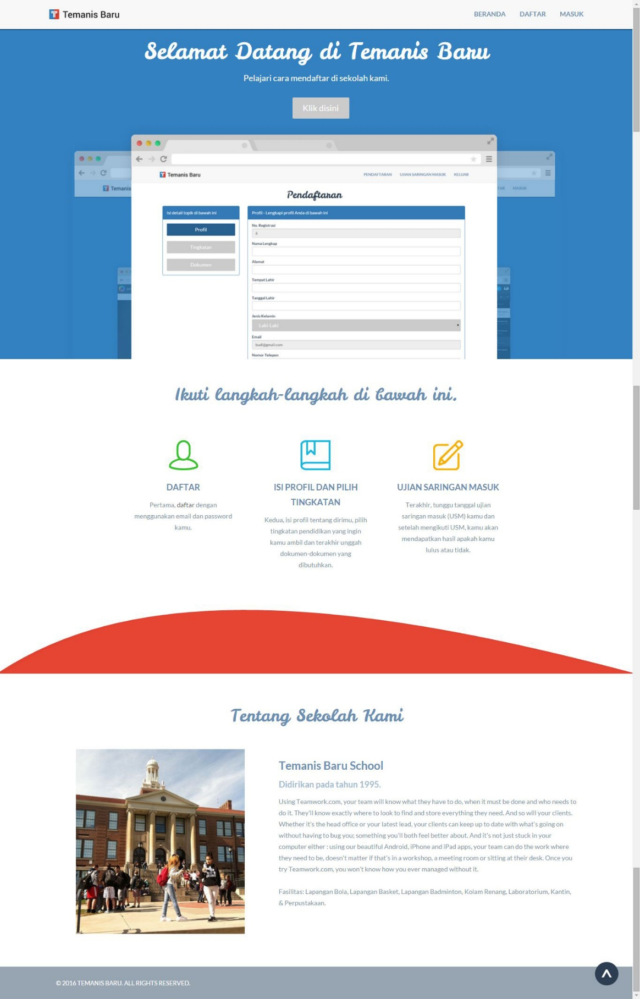 Temanis Baru
BERANDA DAFTAR MASUK
Selamat Datang di Temanis Baru
Pelajari cara mendaftar di sekolah kami.
Klik disini
Temanis Baru
PENDAFTARAN UJIAN SARINGAN MASUK KELUAR
Temanis
MASUK
Pendaftaran
Isi detail topik di bawah ini
Profil
Tingkatan
Dokumen
Profil - Lengkapi profil Anda di bawah ini
No. Registrasi
6
Nama Lengkap
Alamat
Tempat Lahir
Tanggal Lahir
Jenis Kelamin
Laki-Laki
Email
budi@gmail.com
Nomor Telepon
Ikuti langkah-langkah di bawah ini.
DAFTAR
Pertama, daftar dengan
menggunakan email dan password
kamu.
ISI PROFIL DAN PILIH
TINGKATAN
Kedua, isi profil tentang dirimu, pilih
tingkatan pendidikan yang ingin
kamu ambil dan terakhir unggah
dokumen-dokumen yang
dibutuhkan.
UJIAN SARINGAN MASUK
Terakhir, tunggu tanggal ujian
saringan masuk (USM) kamu dan
setelah mengikuti USM, kamu akan
mendapatkan hasil apakah kamu
lulus atau tidak.
Tentang Sekolah Kami
Temanis Baru School
Didirikan pada tahun 1995.
Using Teamwork.com, your team will know what they have to do, when it must be done and who needs to
do it. They'll know exactly where to look to find and store everything they need. And so will your clients.
Whether it's the head office or your latest lead, your clients can keep up to date with what's going on
without having to bug you; something you'll both feel better about. And it's not just stuck in your
computer either : using our beautiful Android, iPhone and iPad apps, your team can do the work where
they need to be, doesn't matter if that's in a workshop, a meeting room or sitting at their desk. Once you
try Teamwork.com, you won't know how you ever managed without it.
Fasilitas: Lapangan Bola, Lapangan Basket, Lapangan Badminton, Kolam Renang, Laboratorium, Kantin,
& Perpustakaan.
© 2016 TEMANIS BARU. ALL RIGHTS RESERVED.